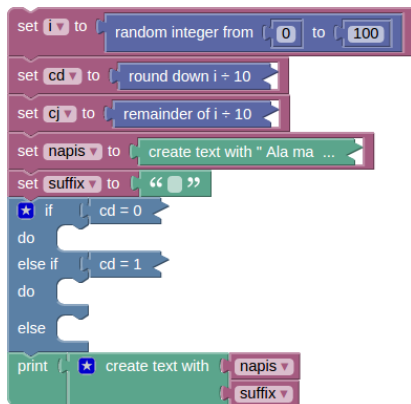 set i to random integer from 0 to 100
set cd to round down i ÷ 10
set cj to remainder of i ÷ 10
set napis to create text with " Ala ma ...
set suffix to “ ”
if cd = 0
do
else if cd = 1
do
else
print create text with napis
suffix